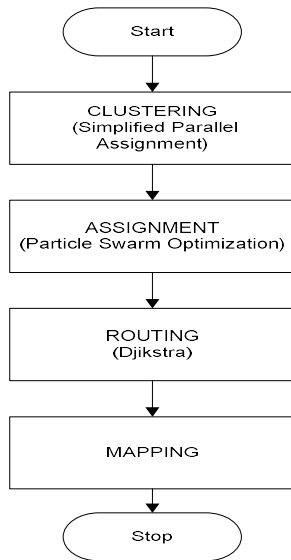 Start
CLUSTERING
(Simplified Parallel
Assignment)
ASSIGNMENT
(Particle Swarm Optimization)
ROUTING
(Djikstra)
MAPPING
Stop